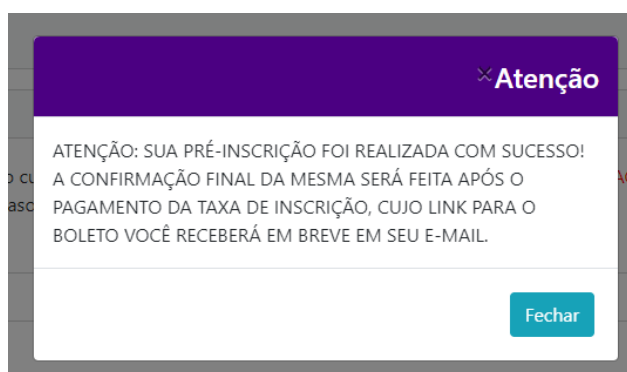 ×Atenção
ATENÇÃO: SUA PRÉ-INSCRIÇÃO FOI REALIZADA COM SUCESSO!
A CONFIRMAÇÃO FINAL DA MESMA SERÁ FEITA APÓS O
PAGAMENTO DA TAXA DE INSCRIÇÃO, CUJO LINK PARA O
BOLETO VOCÊ RECEBERÁ EM BREVE EM SEU E-MAIL.
Fechar